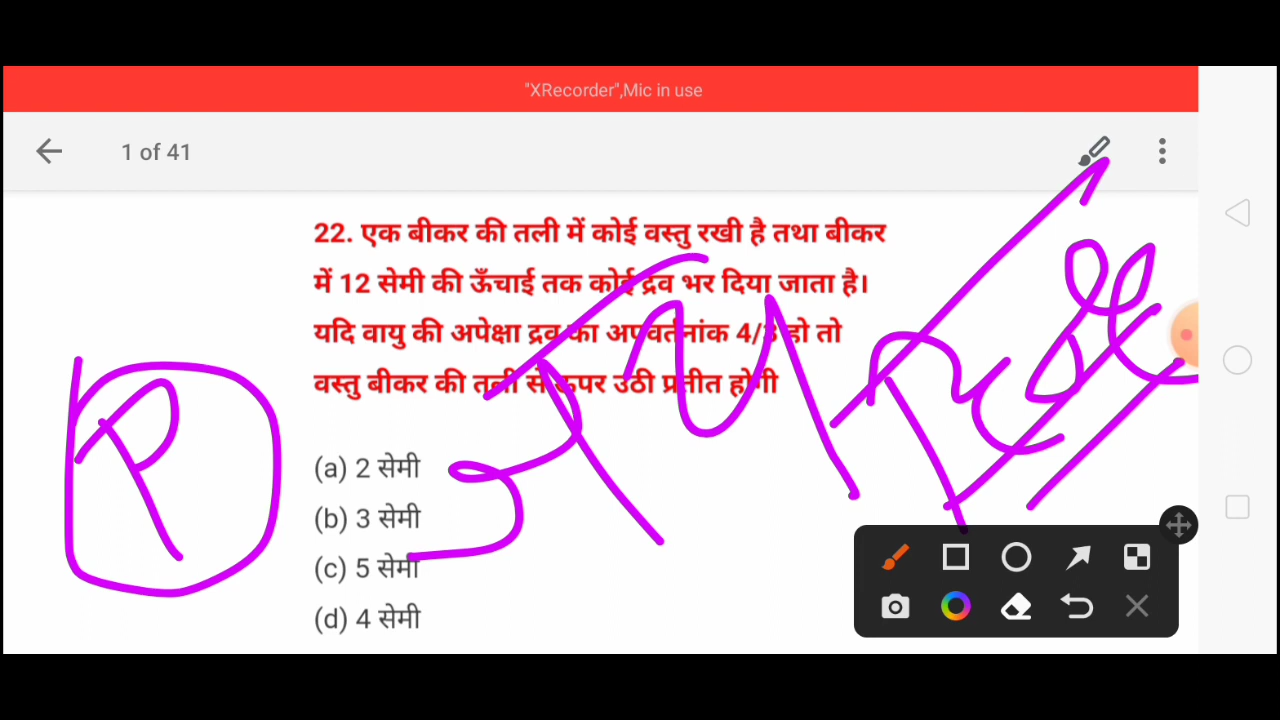 "XRecorder",Mic in use
1 of 41
22. एक बीकर की तली में कोई वस्तु रखी है तथा बीकर
में 12 सेमी की ऊँचाई तक कोई द्रव भर दिया जाता है।
यदि वायु की अपेक्षा द्रव का अपवर्तनांक 4/3 हो तो
वस्तु बीकर की तली से ऊपर उठी प्रतीत होगी
(a) 2 सेमी
(b) 3 सेमी
(c) 5 सेमी
(d) 4 सेमी
R